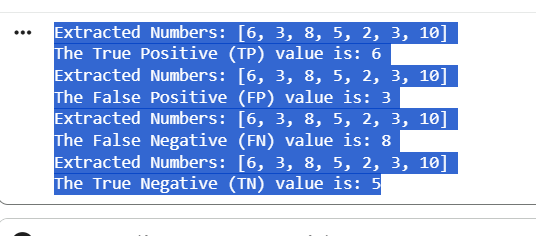 Extracted Numbers: [6, 3, 8, 5, 2, 3, 10]
The True Positive (TP) value is: 6
Extracted Numbers: [6, 3, 8, 5, 2, 3, 10]
The False Positive (FP) value is: 3
Extracted Numbers: [6, 3, 8, 5, 2, 3, 10]
The False Negative (FN) value is: 8
Extracted Numbers: [6, 3, 8, 5, 2, 3, 10]
The True Negative (TN) value is: 5